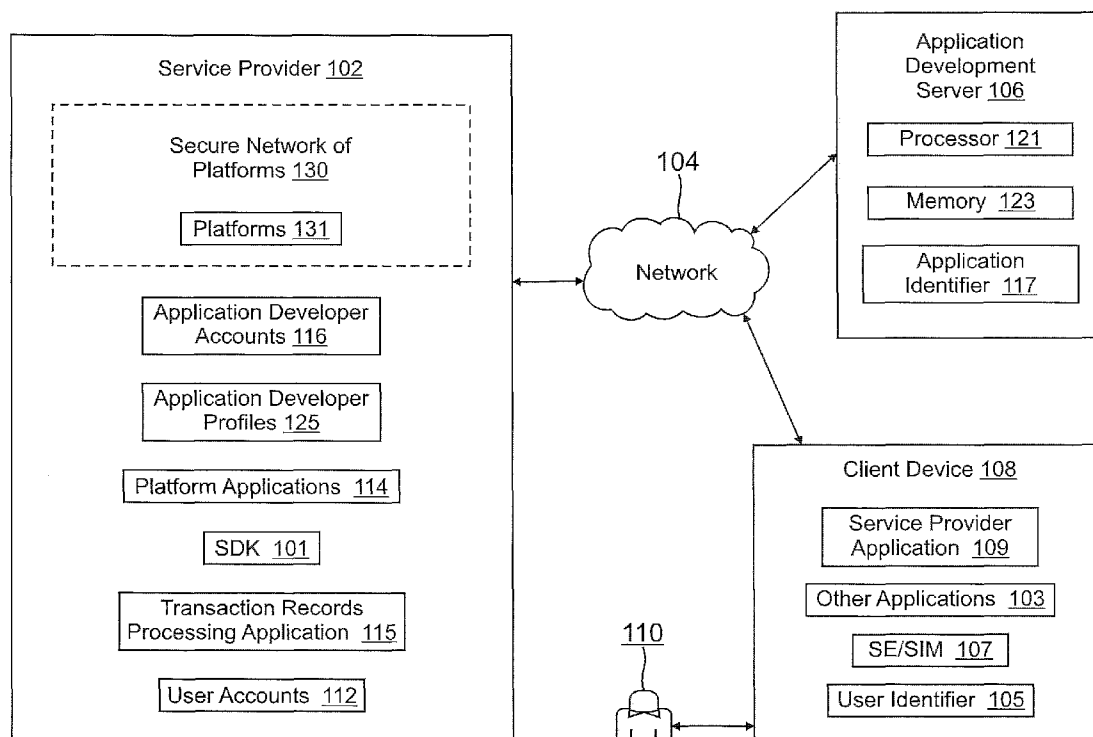 Service Provider 102
Secure Network of
Platforms 130
Platforms 131
Application Developer
Accounts 116
Application Developer
Profiles 125
Platform Applications 114
SDK 101
Transaction Records
Processing Application 115
User Accounts 112
104
Network
Application
Development
Server 106
Processor 121
Memory 123
Application
Identifier 117
Client Device 108
Service Provider
Application 109
Other Applications 103
SE/SIM 107
User Identifier 105
110